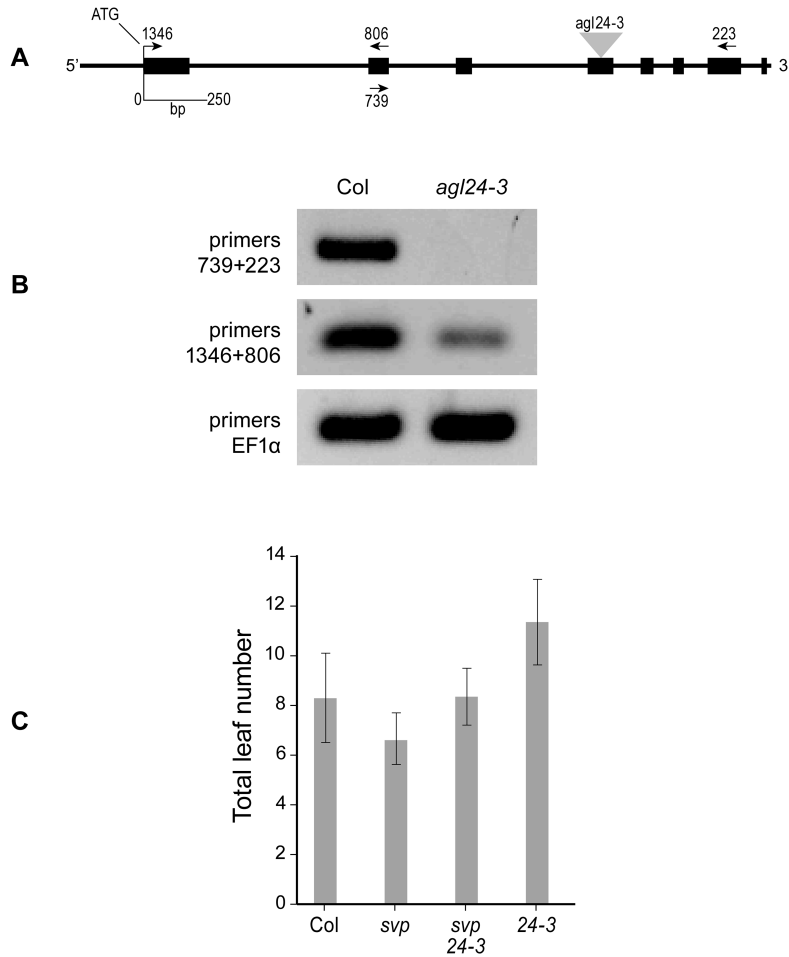 A
ATG
1346
806
agl24-3
223
5'
3
0
250
bp
739
B
Col agl24-3
primers
739+223
primers
1346+806
primers
EF1α
C
Total leaf number
14
12
10
8
6
4
2
0
Col svp svp 24-3
24-3